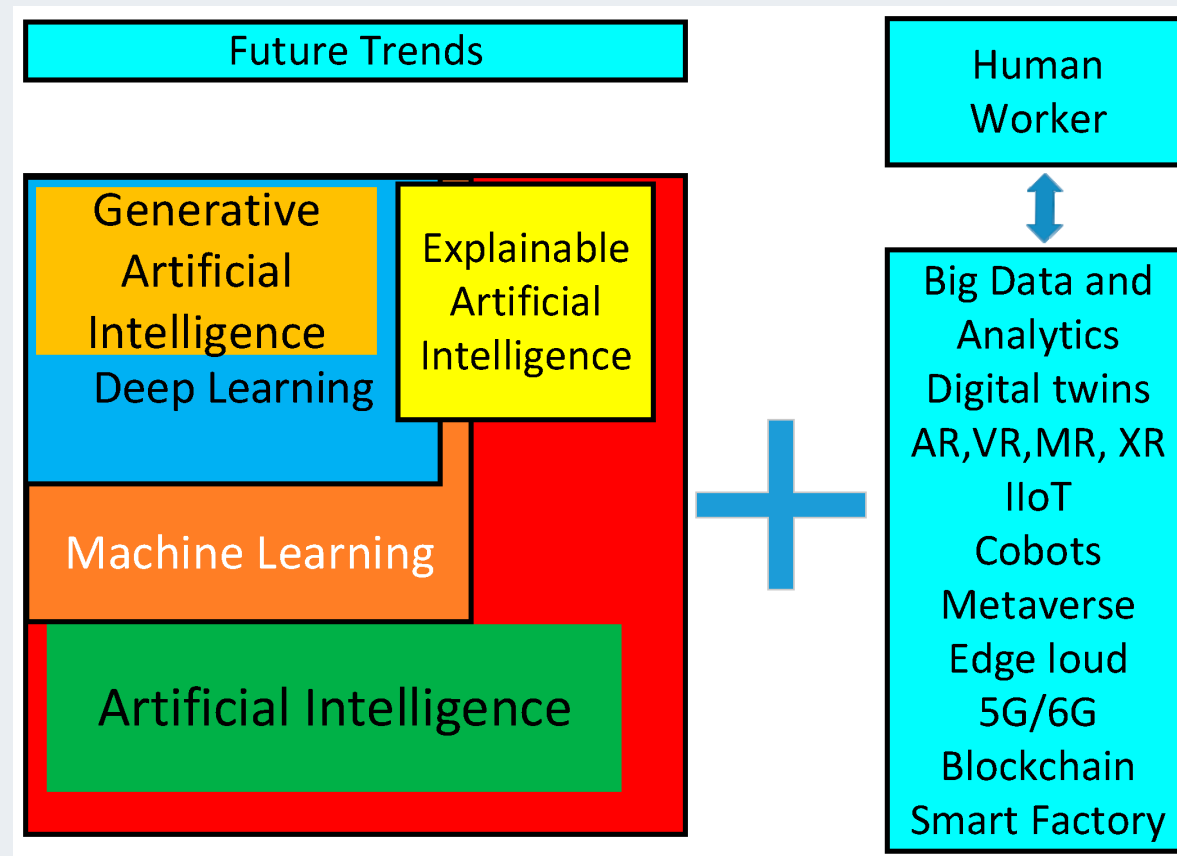 Future Trends
Generative
Artificial
Intelligence
Deep Learning
Explainable
Artificial
Intelligence
Machine Learning
Artificial Intelligence
Human
Worker
Big Data and
Analytics
Digital twins
AR,VR,MR, XR
IIoT
Cobots
Metaverse
Edge loud
5G/6G
Blockchain
Smart Factory